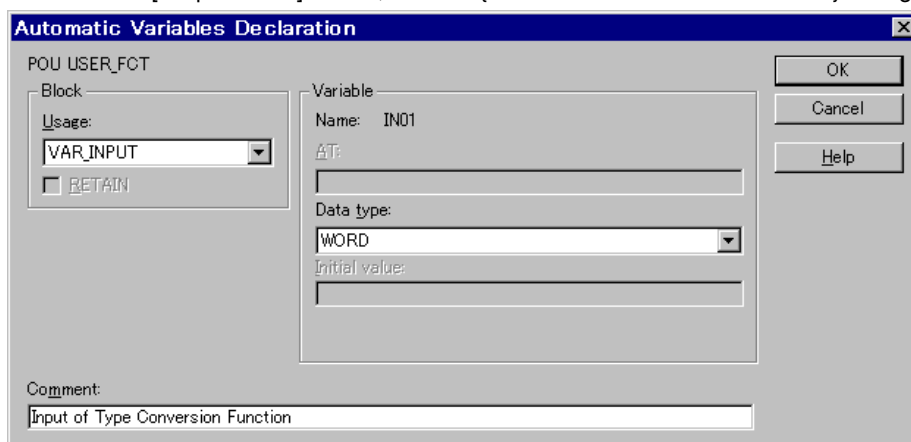 Automatic Variables Declaration
POU USER_FCT
Block
Usage:
VAR_INPUT
RETAIN
Variable
Name: IN01
AT:
Data type:
WORD
Initial value:
OK
Cancel
Help
Comment:
Input of Type Conversion Function